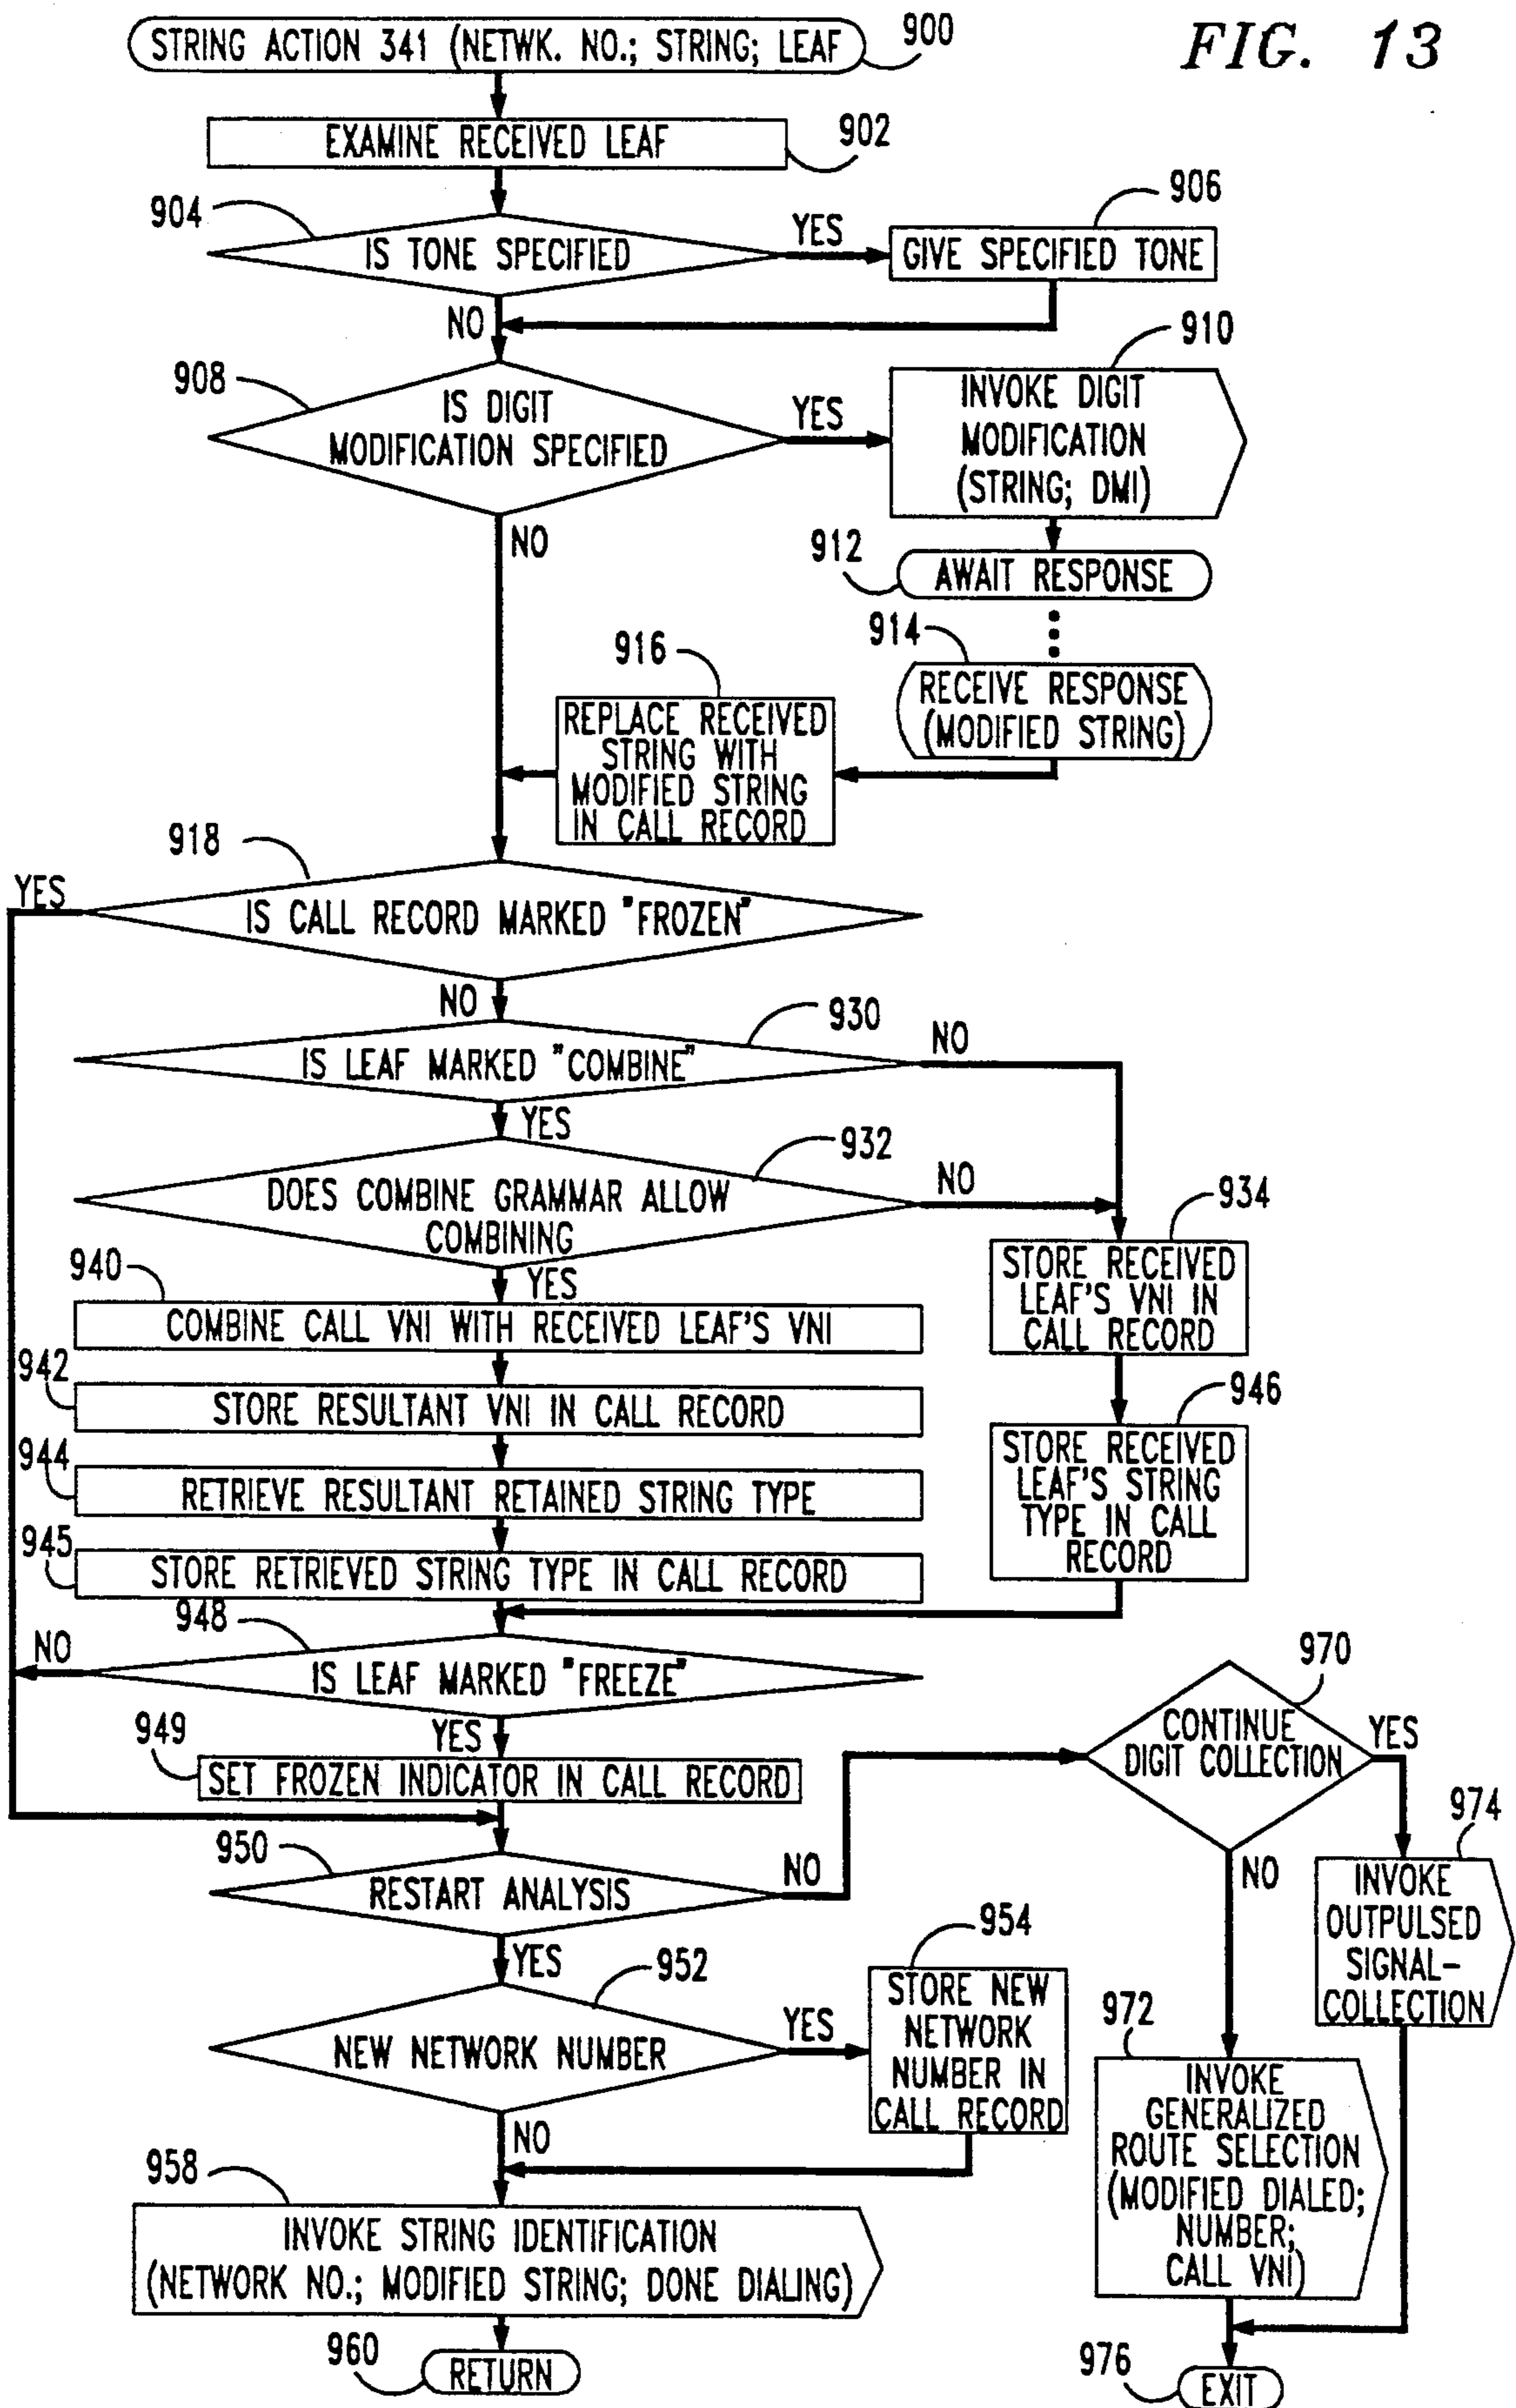 FIG. 13
STRING ACTION 341 (NETWK. NO.; STRING; LEAF
900
EXAMINE RECEIVED LEAF
902
904
IS TONE SPECIFIED
YES
906
GIVE SPECIFIED TONE
NO
908
IS DIGIT
MODIFICATION SPECIFIED
YES
910
INVOKE DIGIT
MODIFICATION
(STRING; DMI)
NO
912
AWAIT RESPONSE
914
RECEIVE RESPONSE
(MODIFIED STRING)
916
REPLACE RECEIVED
STRING WITH
MODIFIED STRING
IN CALL RECORD
918
YES
IS CALL RECORD MARKED "FROZEN"
NO
930
IS LEAF MARKED "COMBINE"
NO
YES
932
DOES COMBINE GRAMMAR ALLOW
COMBINING
NO
934
STORE RECEIVED
LEAF'S VNI IN
CALL RECORD
YES
940
COMBINE CALL VNI WITH RECEIVED LEAF'S VNI
942
STORE RESULTANT VNI IN CALL RECORD
946
STORE RECEIVED
LEAF'S STRING
TYPE IN CALL
RECORD
944
RETRIEVE RESULTANT RETAINED STRING TYPE
945
STORE RETRIEVED STRING TYPE IN CALL RECORD
948
NO
IS LEAF MARKED "FREEZE"
YES
949
SET FROZEN INDICATOR IN CALL RECORD
950
RESTART ANALYSIS
NO
970
CONTINUE
DIGIT COLLECTION
YES
974
INVOKE
OUTPULSED
SIGNAL-
COLLECTION
NO
972
INVOKE
GENERALIZED
ROUTE SELECTION
(MODIFIED DIALED;
NUMBER;
CALL VNI)
YES
952
NEW NETWORK NUMBER
YES
954
STORE NEW
NETWORK
NUMBER IN
CALL RECORD
NO
958
INVOKE STRING IDENTIFICATION
(NETWORK NO.; MODIFIED STRING; DONE DIALING)
960
RETURN
976
EXIT